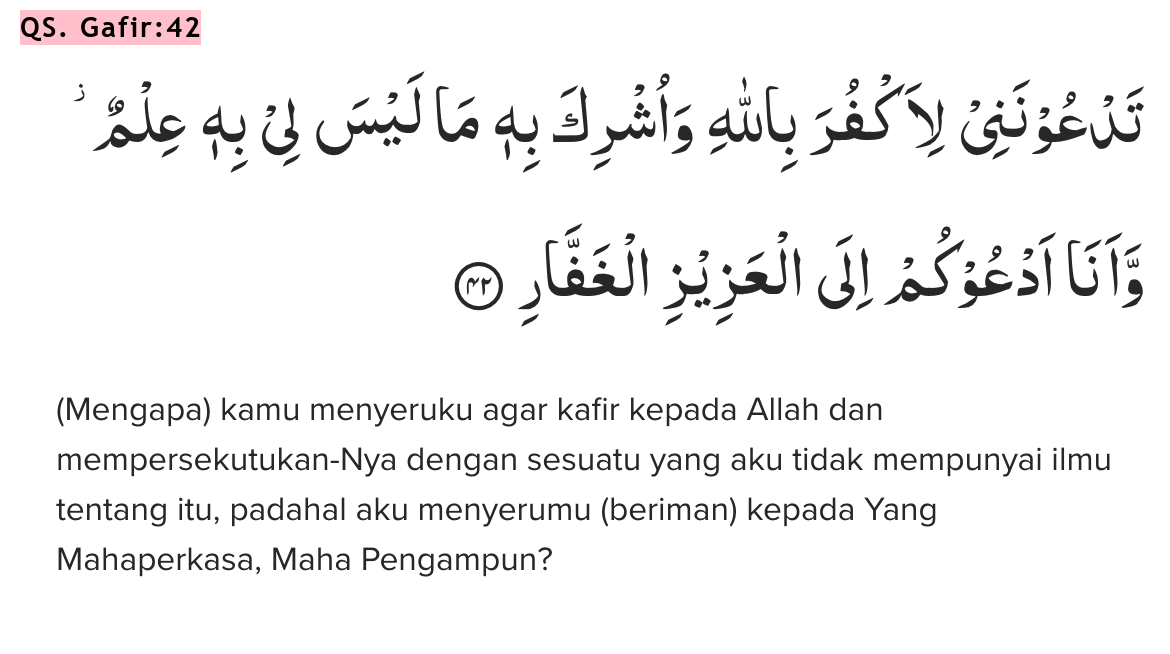 QS. Gafir:42
تَدْعُوْنَنِيْ لِاَكْفُرَ بِاللّٰهِ وَاُشْرِكَ بِهٖ مَا لَيْسَ لِيْ بِهٖ عِلْمٌ ۖ
وَّاَنَا۠ اَدْعُوْكُمْ اِلَى الْعَزِيْزِ الْغَفَّارِ ٤٢
(Mengapa) kamu menyeruku agar kafir kepada Allah dan
mempersekutukan-Nya dengan sesuatu yang aku tidak mempunyai ilmu
tentang itu, padahal aku menyerumu (beriman) kepada Yang
Mahaperkasa, Maha Pengampun?